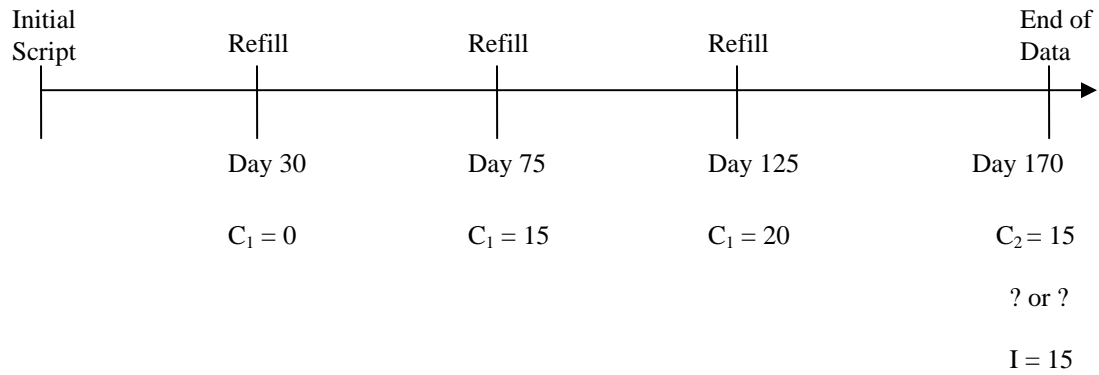 Initial
Script
Refill
Refill
Refill
End of
Data
Day 30
Day 75
Day 125
Day 170
C₁ = 0
C₁ = 15
C₁ = 20
C₂ = 15
? or ?
I = 15